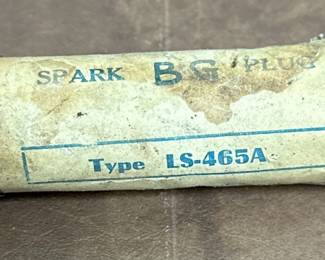 SPARK BG PLUG
Type LS-465A